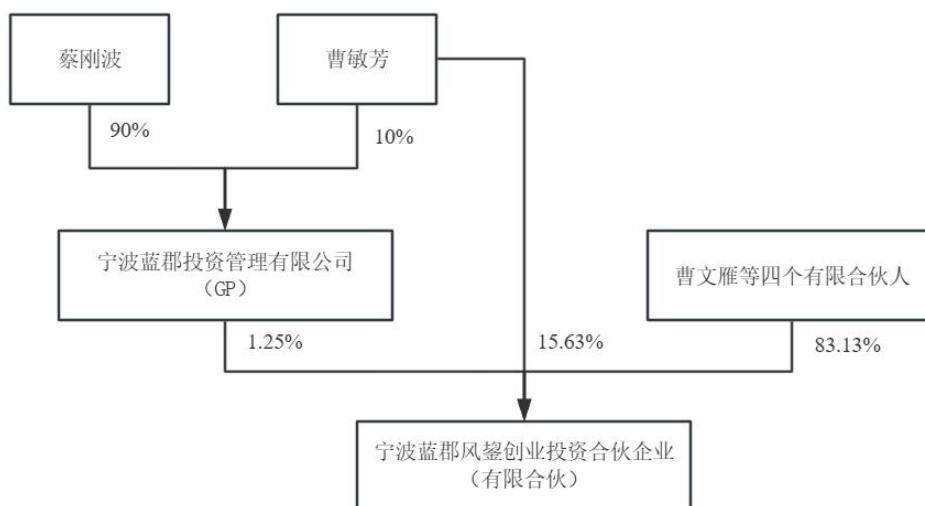 蔡刚波
曹敏芳
90%
10%
宁波蓝郡投资管理有限公司
（GP）
曹文雁等四个有限合伙人
1.25%
15.63%
83.13%
宁波蓝郡风鋆创业投资合伙企业
（有限合伙）